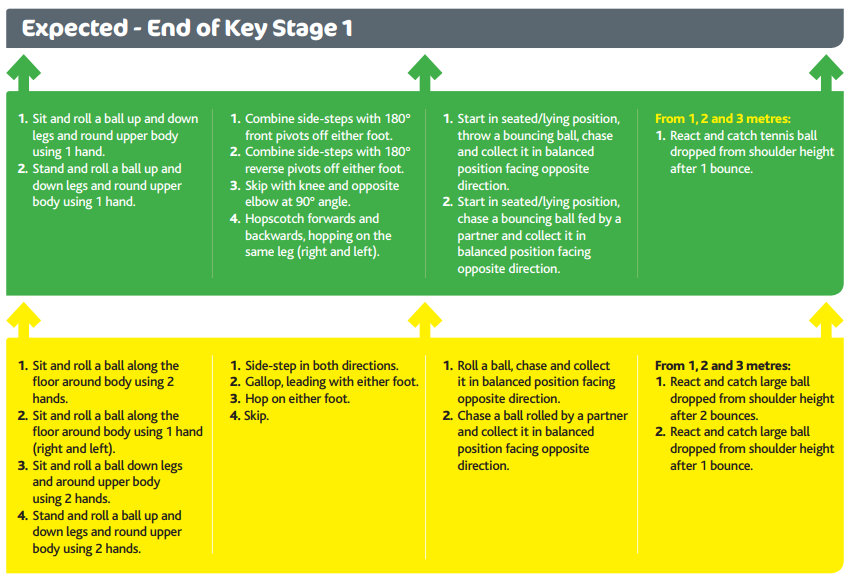 Expected - End of Key Stage 1
1. Sit and roll a ball up and down
legs and round upper body
using 1 hand.
2. Stand and roll a ball up and
down legs and round upper
body using 1 hand.
1. Combine side-steps with 180°
front pivots off either foot.
2. Combine side-steps with 180°
reverse pivots off either foot.
3. Skip with knee and opposite
elbow at 90° angle.
4. Hopscotch forwards and
backwards, hopping on the
same leg (right and left).
1. Start in seated/lying position,
throw a bouncing ball, chase
and collect it in balanced
position facing opposite
direction.
2. Start in seated/lying position,
chase a bouncing ball fed by a
partner and collect it in
balanced position facing
opposite direction.
From 1, 2 and 3 metres:
1. React and catch tennis ball
dropped from shoulder height
after 1 bounce.
1. Sit and roll a ball along the
floor around body using 2
hands.
2. Sit and roll a ball along the
floor around body using 1 hand
(right and left).
3. Sit and roll a ball down legs
and around upper body
using 2 hands.
4. Stand and roll a ball up and
down legs and round upper
body using 2 hands.
1. Side-step in both directions.
2. Gallop, leading with either foot.
3. Hop on either foot.
4. Skip.
1. Roll a ball, chase and collect
it in balanced position facing
opposite direction.
2. Chase a ball rolled by a partner
and collect it in balanced
position facing opposite
direction.
From 1, 2 and 3 metres:
1. React and catch large ball
dropped from shoulder height
after 2 bounces.
2. React and catch large ball
dropped from shoulder height
after 1 bounce.